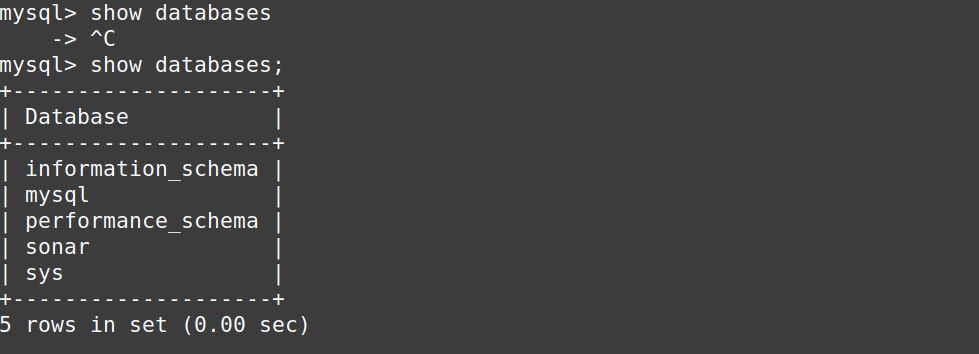 mysql> show databases
    -> ^C
mysql> show databases;
+--------------------+
| Database           |
+--------------------+
| information_schema |
| mysql              |
| performance_schema |
| sonar              |
| sys                |
+--------------------+
5 rows in set (0.00 sec)